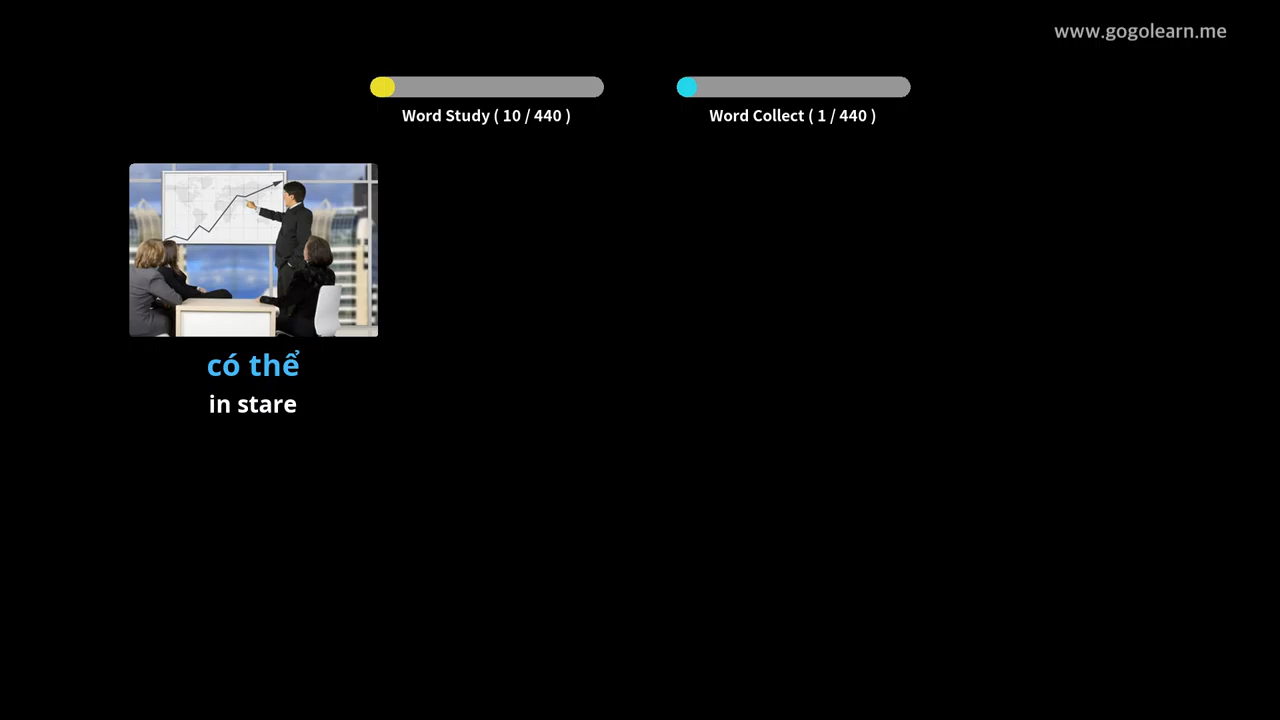 www.gogolearn.me
Word Study ( 10 / 440 )
Word Collect ( 1 / 440 )
có thể
in stare